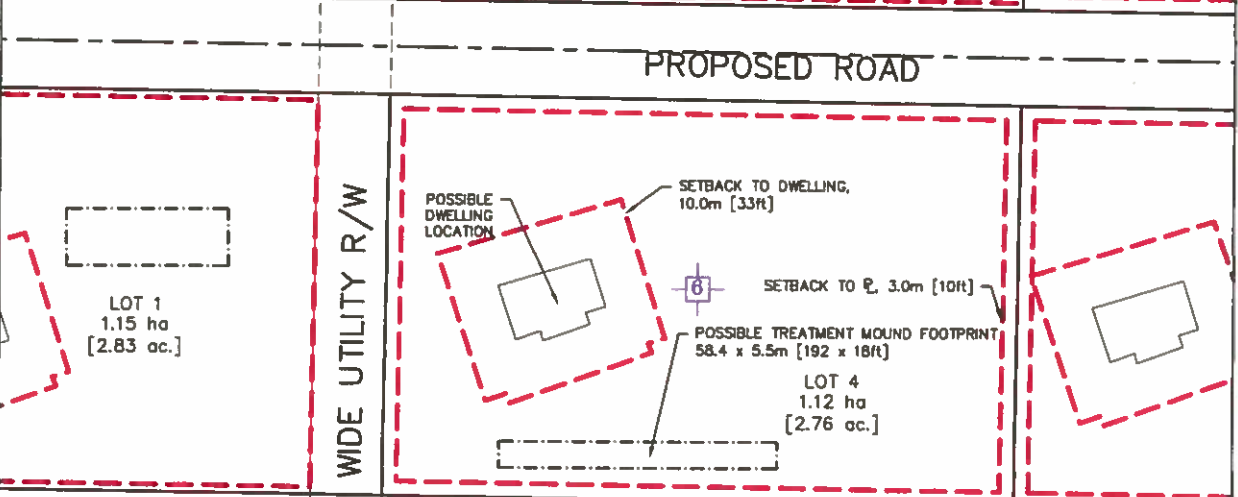 PROPOSED ROAD
WIDE UTILITY R/W
POSSIBLE
DWELLING
LOCATION
SETBACK TO DWELLING,
10.0m [33ft]
6
SETBACK TO ℄, 3.0m [10ft]
POSSIBLE TREATMENT MOUND FOOTPRINT
58.4 x 5.5m [192 x 18ft]
LOT 1
1.15 ha
[2.83 ac.]
LOT 4
1.12 ha
[2.76 ac.]